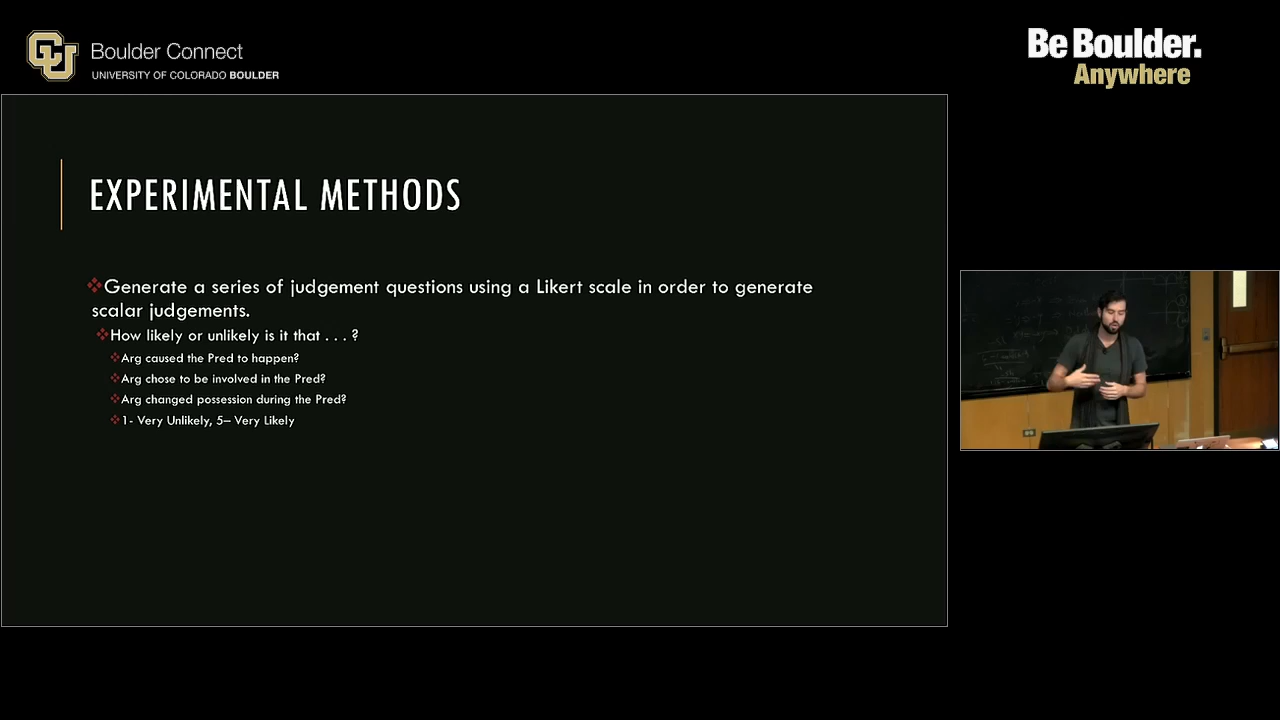 Boulder Connect
UNIVERSITY OF COLORADO BOULDER
Be Boulder.
Anywhere
EXPERIMENTAL METHODS
Generate a series of judgement questions using a Likert scale in order to generate
scalar judgements.
How likely or unlikely is it that . . . ?
Arg caused the Pred to happen?
Arg chose to be involved in the Pred?
Arg changed possession during the Pred?
1- Very Unlikely, 5– Very Likely